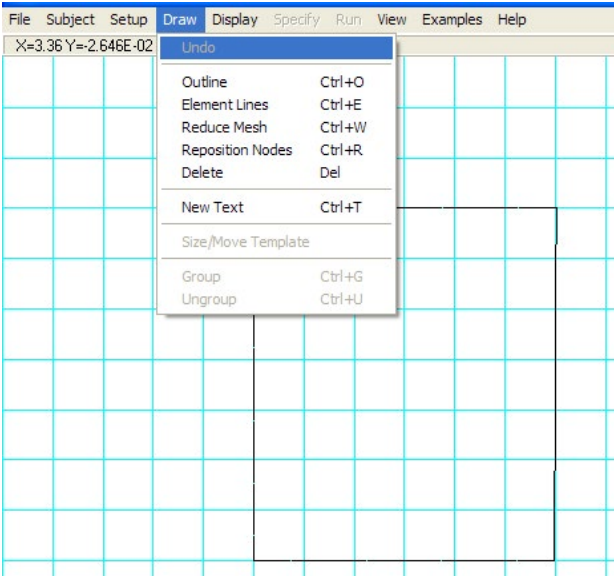 File Subject Setup Draw Display Specify Run View Examples Help
X=3.36 Y=-2.646E-02
Undo
Outline Ctrl+O
Element Lines Ctrl+E
Reduce Mesh Ctrl+W
Reposition Nodes Ctrl+R
Delete Del
New Text Ctrl+T
Size/Move Template
Group Ctrl+G
Ungroup Ctrl+U